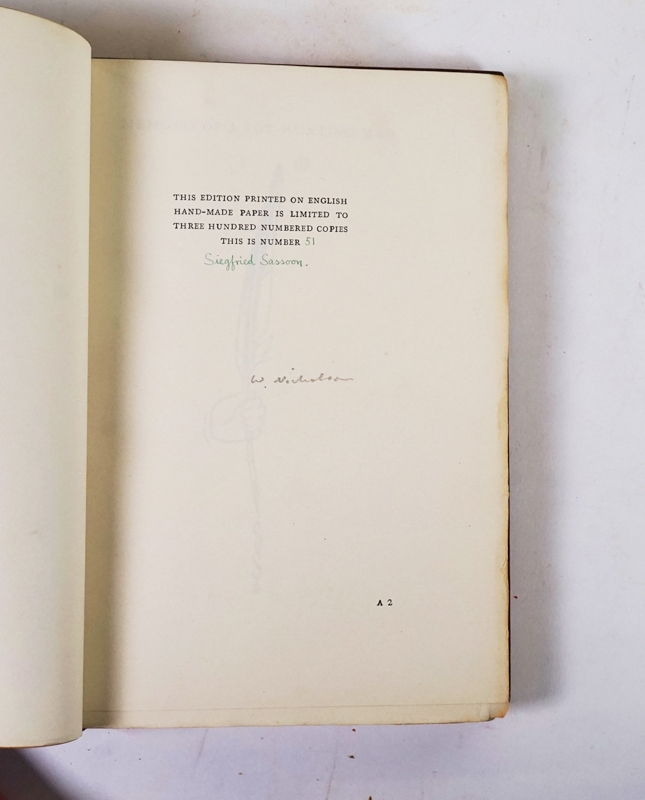 THIS EDITION PRINTED ON ENGLISH
HAND-MADE PAPER IS LIMITED TO
THREE HUNDRED NUMBERED COPIES
THIS IS NUMBER 51
Siegfried Sassoon.
W. Nicholson
A 2